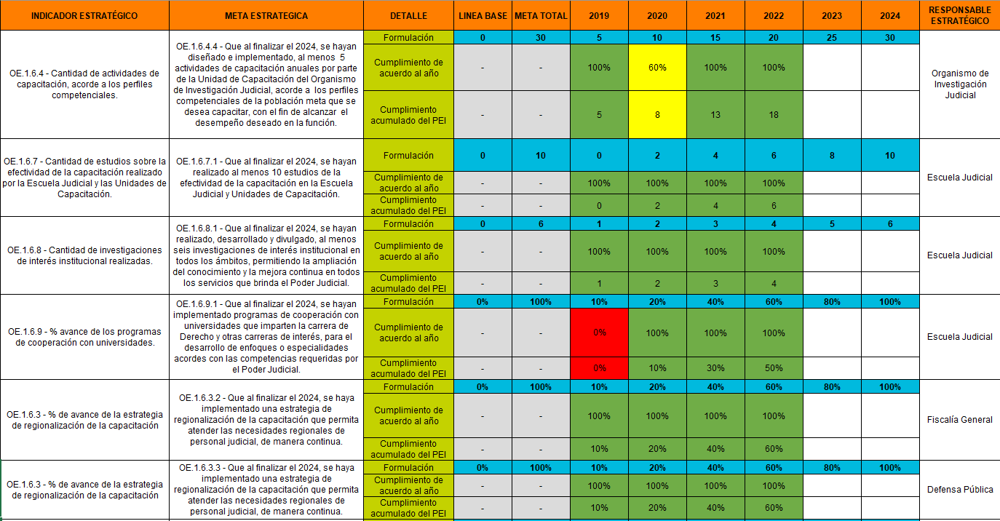 INDICADOR ESTRATÉGICO META ESTRATEGICA DETALLE LINEA BASE META TOTAL 2019 2020 2021 2022 2023 2024 RESPONSABLE
ESTRATÉGICO
OE.1.6.4 - Cantidad de actividades de
capacitación, acorde a los perfiles
competenciales.
OE.1.6.4.4 - Que al finalizar el 2024, se hayan
diseñado e implementado, al menos 5
actividades de capacitación anuales por parte
de la Unidad de Capacitación del Organismo
de Investigación Judicial, acorde a los perfiles
competenciales de la población meta que se
desea capacitar, con el fin de alcanzar el
desempeño deseado en la función.
Formulación 0 30 5 10 15 20 25 30
Cumplimiento de
acuerdo al año
- - 100% 60% 100% 100%
Cumplimiento
acumulado del PEI
- - 5 8 13 18
Organismo de
Investigación
Judicial
OE.1.6.7 - Cantidad de estudios sobre la
efectividad de la capacitación realizado
por la Escuela Judicial y las Unidades de
Capacitación.
OE.1.6.7.1 - Que al finalizar el 2024, se hayan
realizado al menos 10 estudios de la
efectividad de la capacitación en la Escuela
Judicial y Unidades de Capacitación.
Formulación 0 10 0 2 4 6 8 10
Cumplimiento de
acuerdo al año
- - 100% 100% 100% 100%
Cumplimiento
acumulado del PEI
- - 0 2 4 6
Escuela Judicial
OE.1.6.8 - Cantidad de investigaciones
de interés institucional realizadas.
OE.1.6.8.1 - Que al finalizar el 2024, se hayan
realizado, desarrollado y divulgado, al menos
seis investigaciones de interés institucional en
todos los ámbitos, permitiendo la ampliación
del conocimiento y la mejora continua en todos
los servicios que brinda el Poder Judicial.
Formulación 0 6 1 2 3 4 5 6
Cumplimiento de
acuerdo al año
- - 100% 100% 100% 100%
Cumplimiento
acumulado del PEI
- - 1 2 3 4
Escuela Judicial
OE.1.6.9 - % avance de los programas
de cooperación con universidades.
OE.1.6.9.1 - Que al finalizar el 2024, se hayan
implementado programas de cooperación con
universidades que imparten la carrera de
Derecho y otras carreras de interés, para el
desarrollo de enfoques o especialidades
acordes con las competencias requeridas por
el Poder Judicial.
Formulación 0% 100% 10% 20% 40% 60% 80% 100%
Cumplimiento de
acuerdo al año
- - 0% 100% 100% 100%
Cumplimiento
acumulado del PEI
- - 0% 10% 30% 50%
Escuela Judicial
OE.1.6.3 - % de avance de la estrategia
de regionalización de la capacitación
OE.1.6.3.2 - Que al finalizar el 2024, se haya
implementado una estrategia de
regionalización de la capacitación que permita
atender las necesidades regionales de
personal judicial, de manera continua.
Formulación 0% 100% 10% 20% 40% 60% 80% 100%
Cumplimiento de
acuerdo al año
- - 100% 100% 100% 100%
Cumplimiento
acumulado del PEI
- - 10% 20% 40% 60%
Fiscalía General
OE.1.6.3 - % de avance de la estrategia
de regionalización de la capacitación
OE.1.6.3.3 - Que al finalizar el 2024, se haya
implementado una estrategia de
regionalización de la capacitación que permita
atender las necesidades regionales de
personal judicial, de manera continua.
Formulación 0% 100% 10% 20% 40% 60% 80% 100%
Cumplimiento de
acuerdo al año
- - 100% 100% 100% 100%
Cumplimiento
acumulado del PEI
- - 10% 20% 40% 60%
Defensa Pública